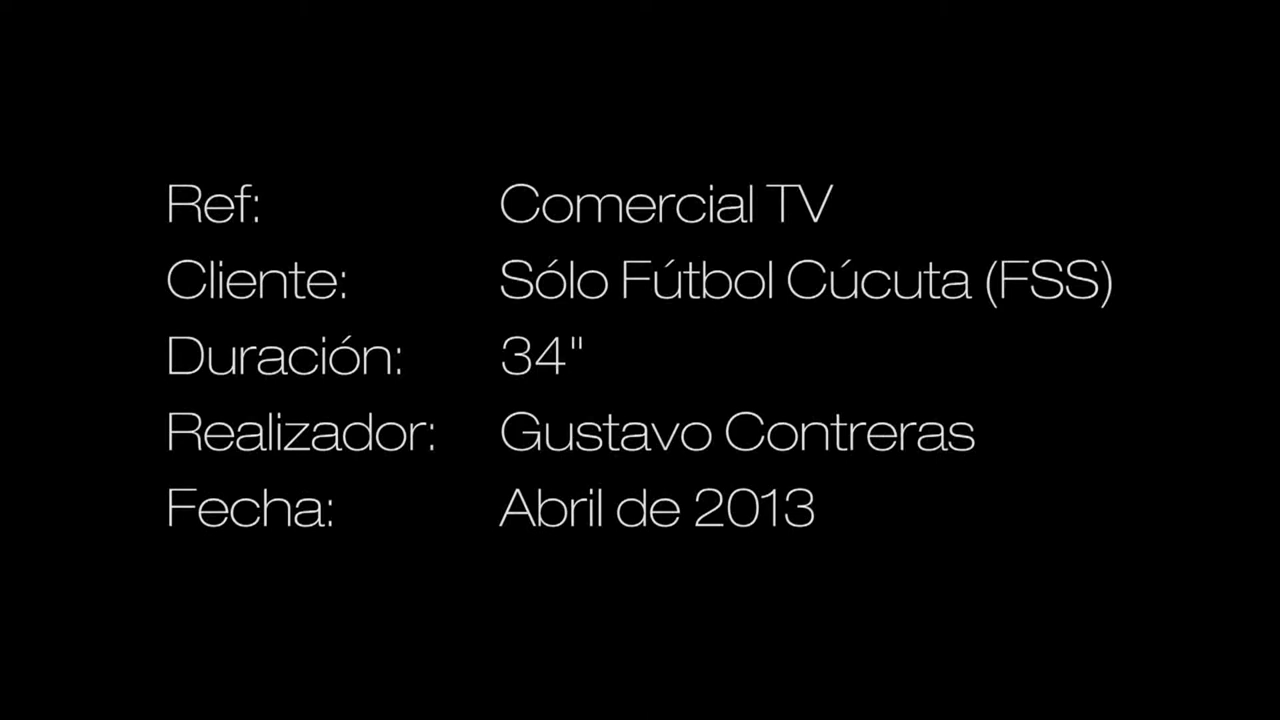 Ref: Comercial TV
Cliente: Sólo Fútbol Cúcuta (FSS)
Duración: 34"
Realizador: Gustavo Contreras
Fecha: Abril de 2013